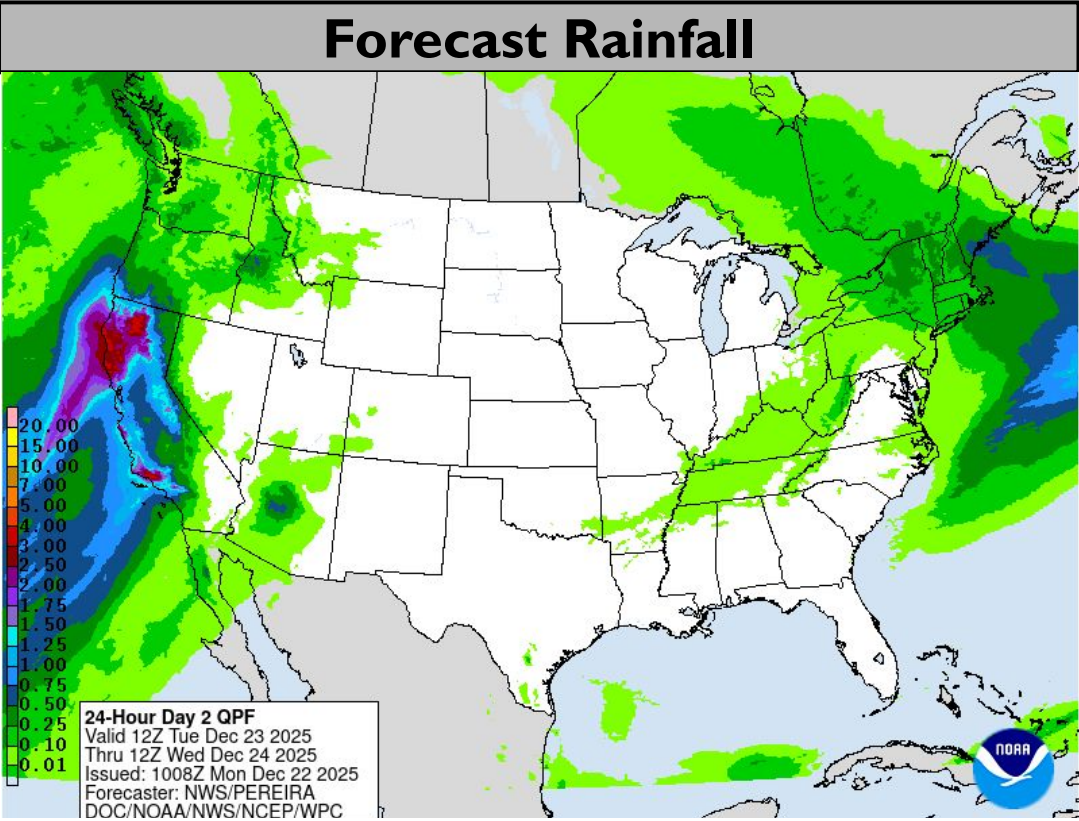 Forecast Rainfall
20.00
15.00
10.00
7.00
5.00
4.00
3.00
2.50
2.00
1.75
1.50
1.25
1.00
0.75
0.50
0.25
0.10
0.01
24-Hour Day 2 QPF
Valid 12Z Tue Dec 23 2025
Thru 12Z Wed Dec 24 2025
Issued: 1008Z Mon Dec 22 2025
Forecaster: NWS/PEREIRA
DOC/NOAA/NWS/NCEP/WPC
NOAA